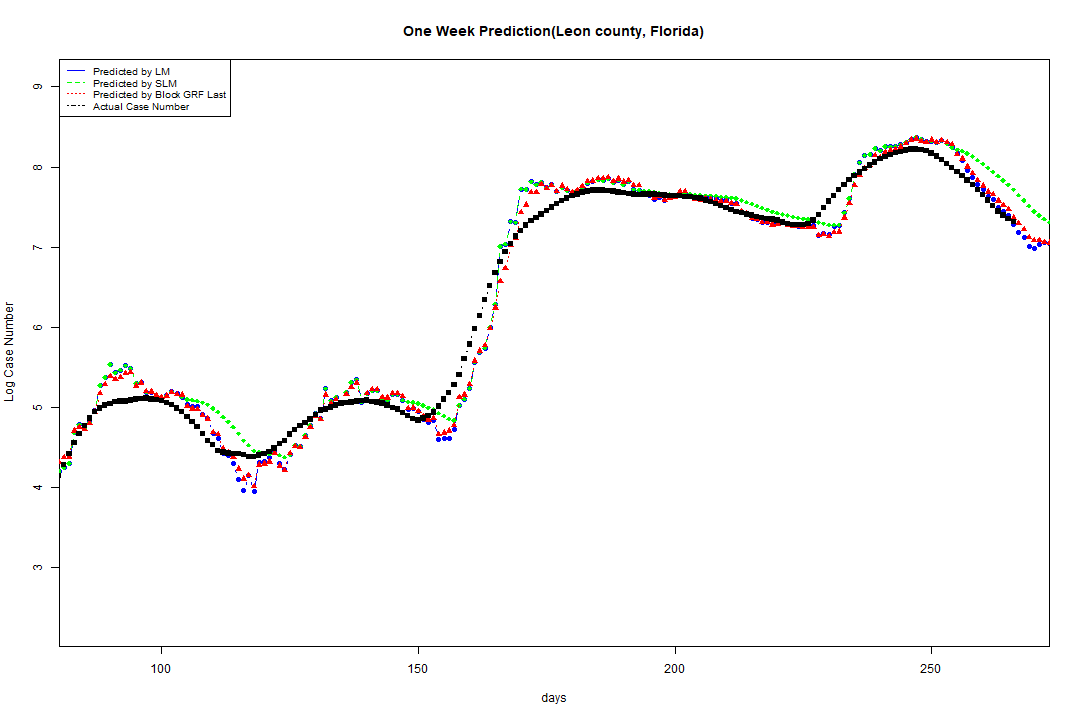 One Week Prediction(Leon county, Florida)
Predicted by LM
Predicted by SLM
Predicted by Block GRF Last
Actual Case Number
9
8
7
6
5
4
3
Log Case Number
100 150 200 250
days